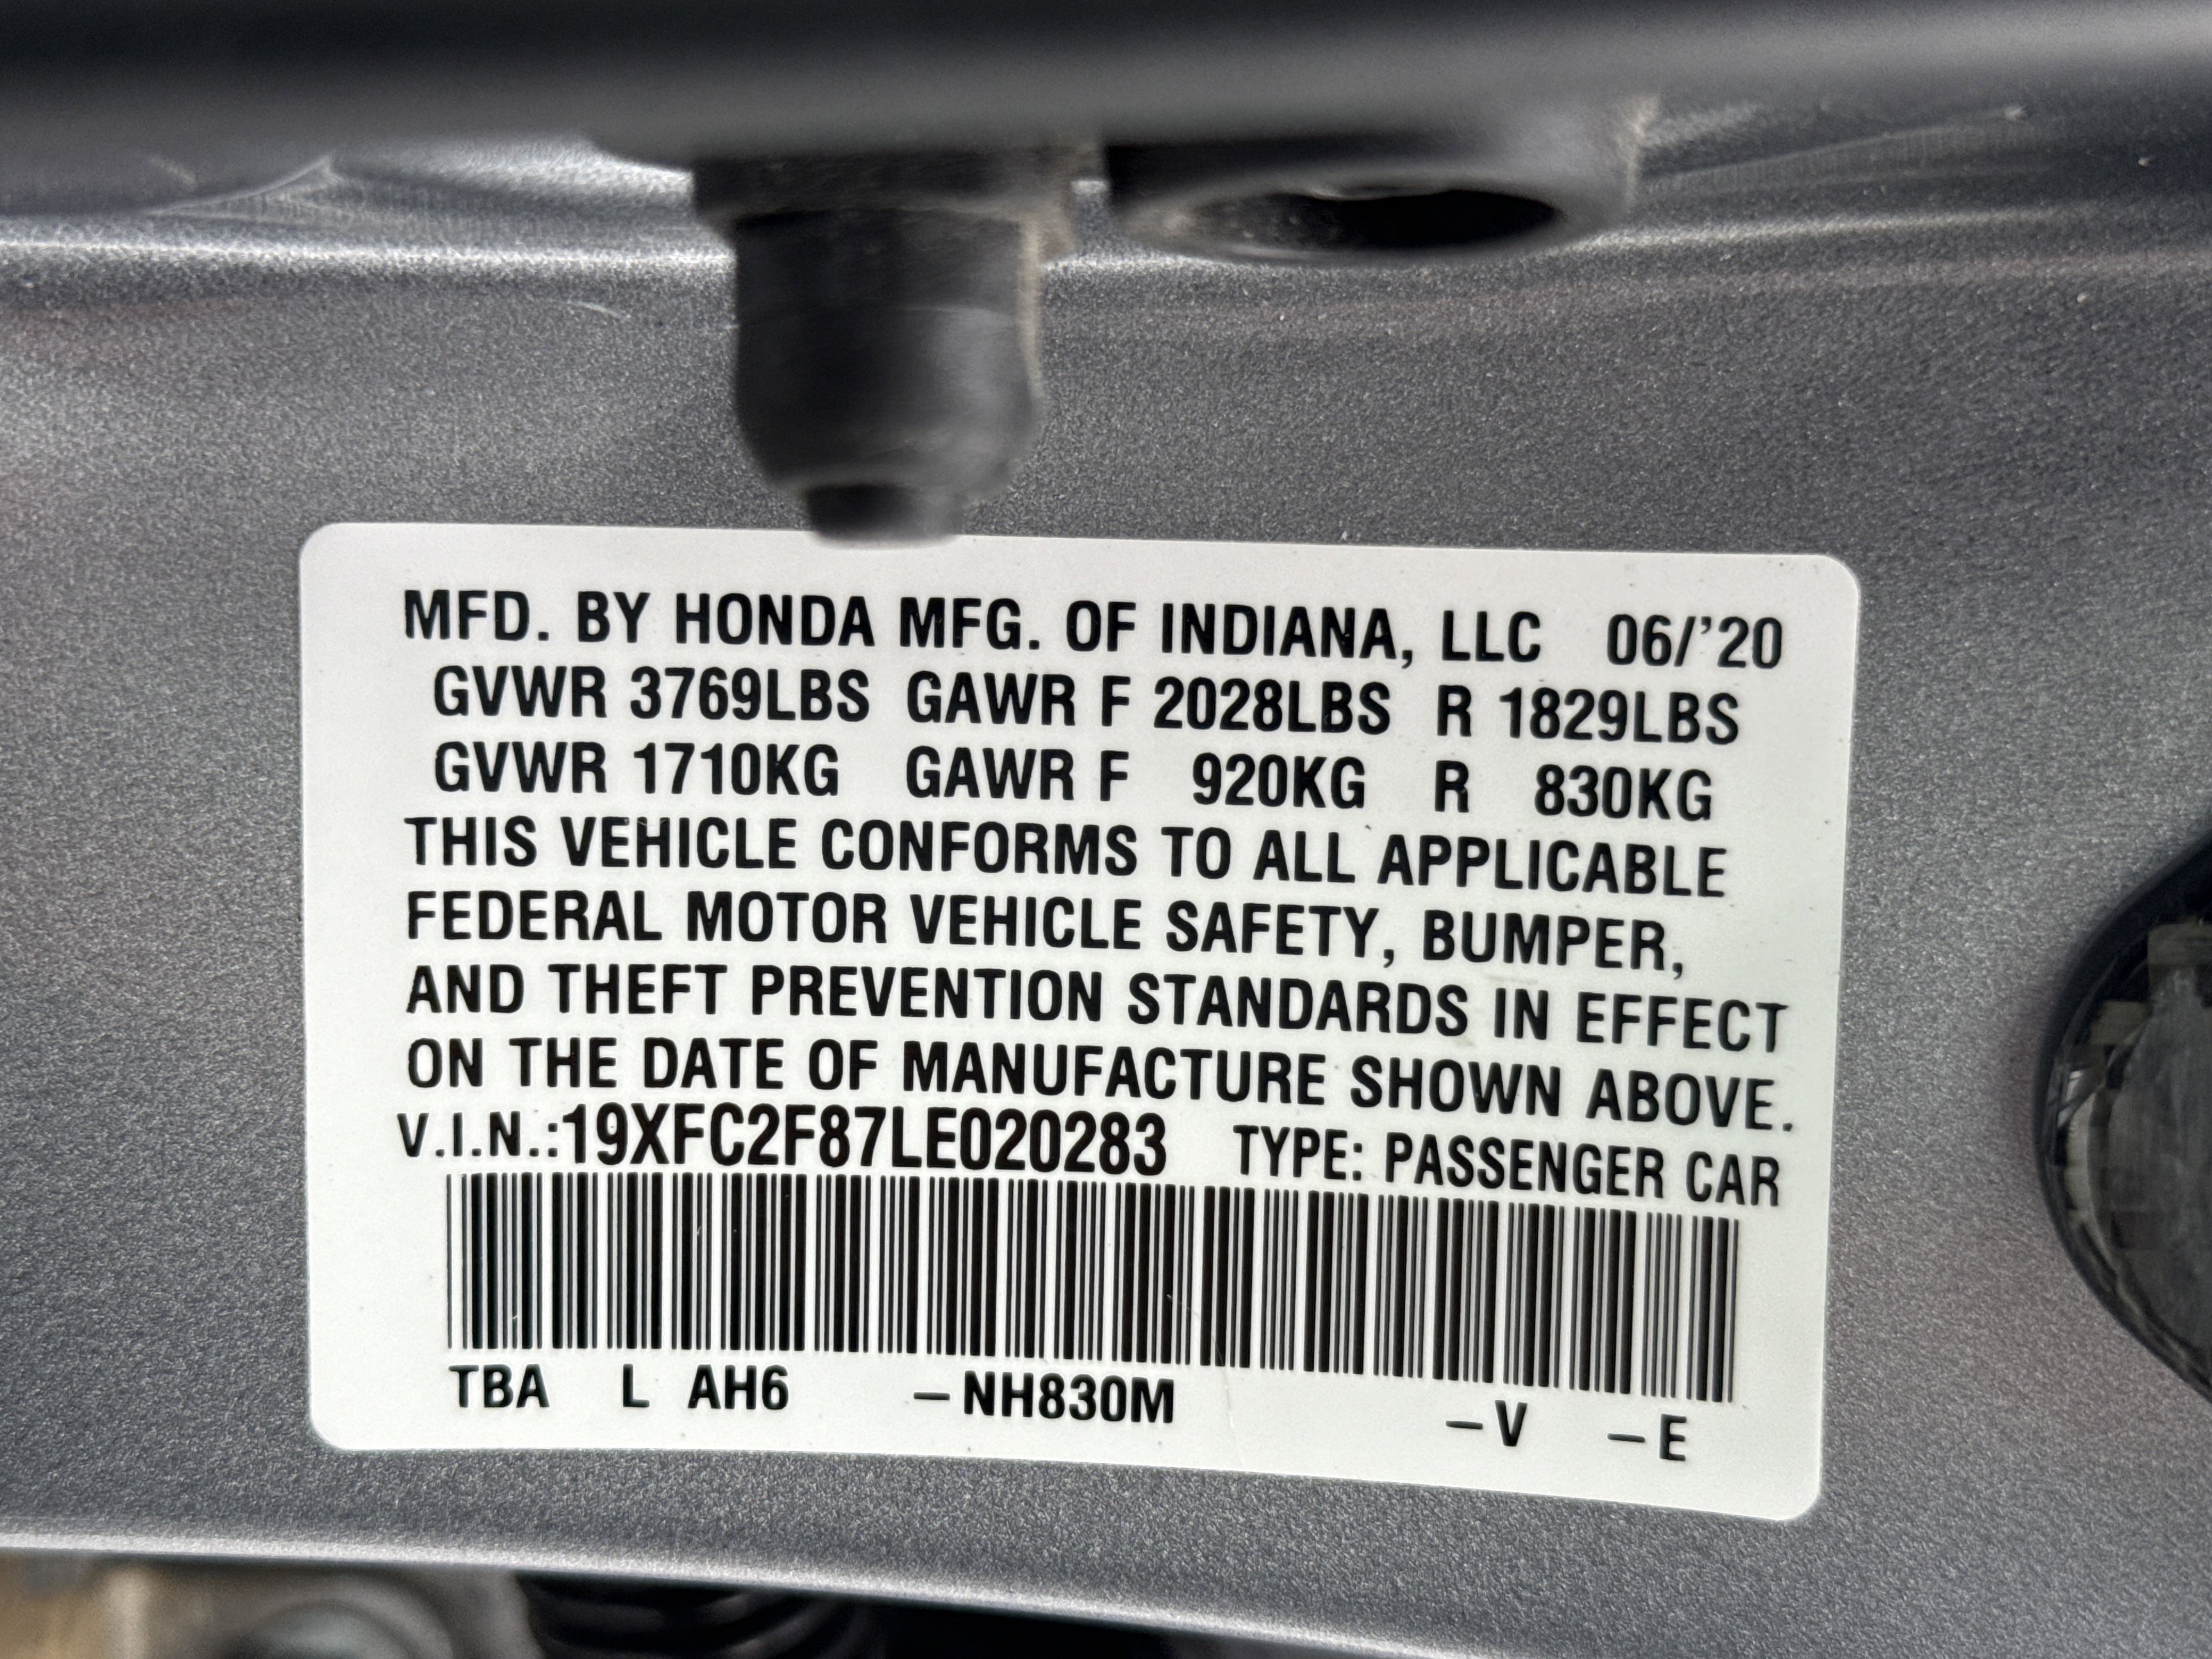 MFD. BY HONDA MFG. OF INDIANA, LLC 06/'20
GVWR 3769LBS GAWR F 2028LBS R 1829LBS
GVWR 1710KG GAWR F 920KG R 830KG
THIS VEHICLE CONFORMS TO ALL APPLICABLE
FEDERAL MOTOR VEHICLE SAFETY, BUMPER,
AND THEFT PREVENTION STANDARDS IN EFFECT
ON THE DATE OF MANUFACTURE SHOWN ABOVE.
V.I.N.:19XFC2F87LE020283 TYPE: PASSENGER CAR
TBA L AH6 –NH830M –V –E